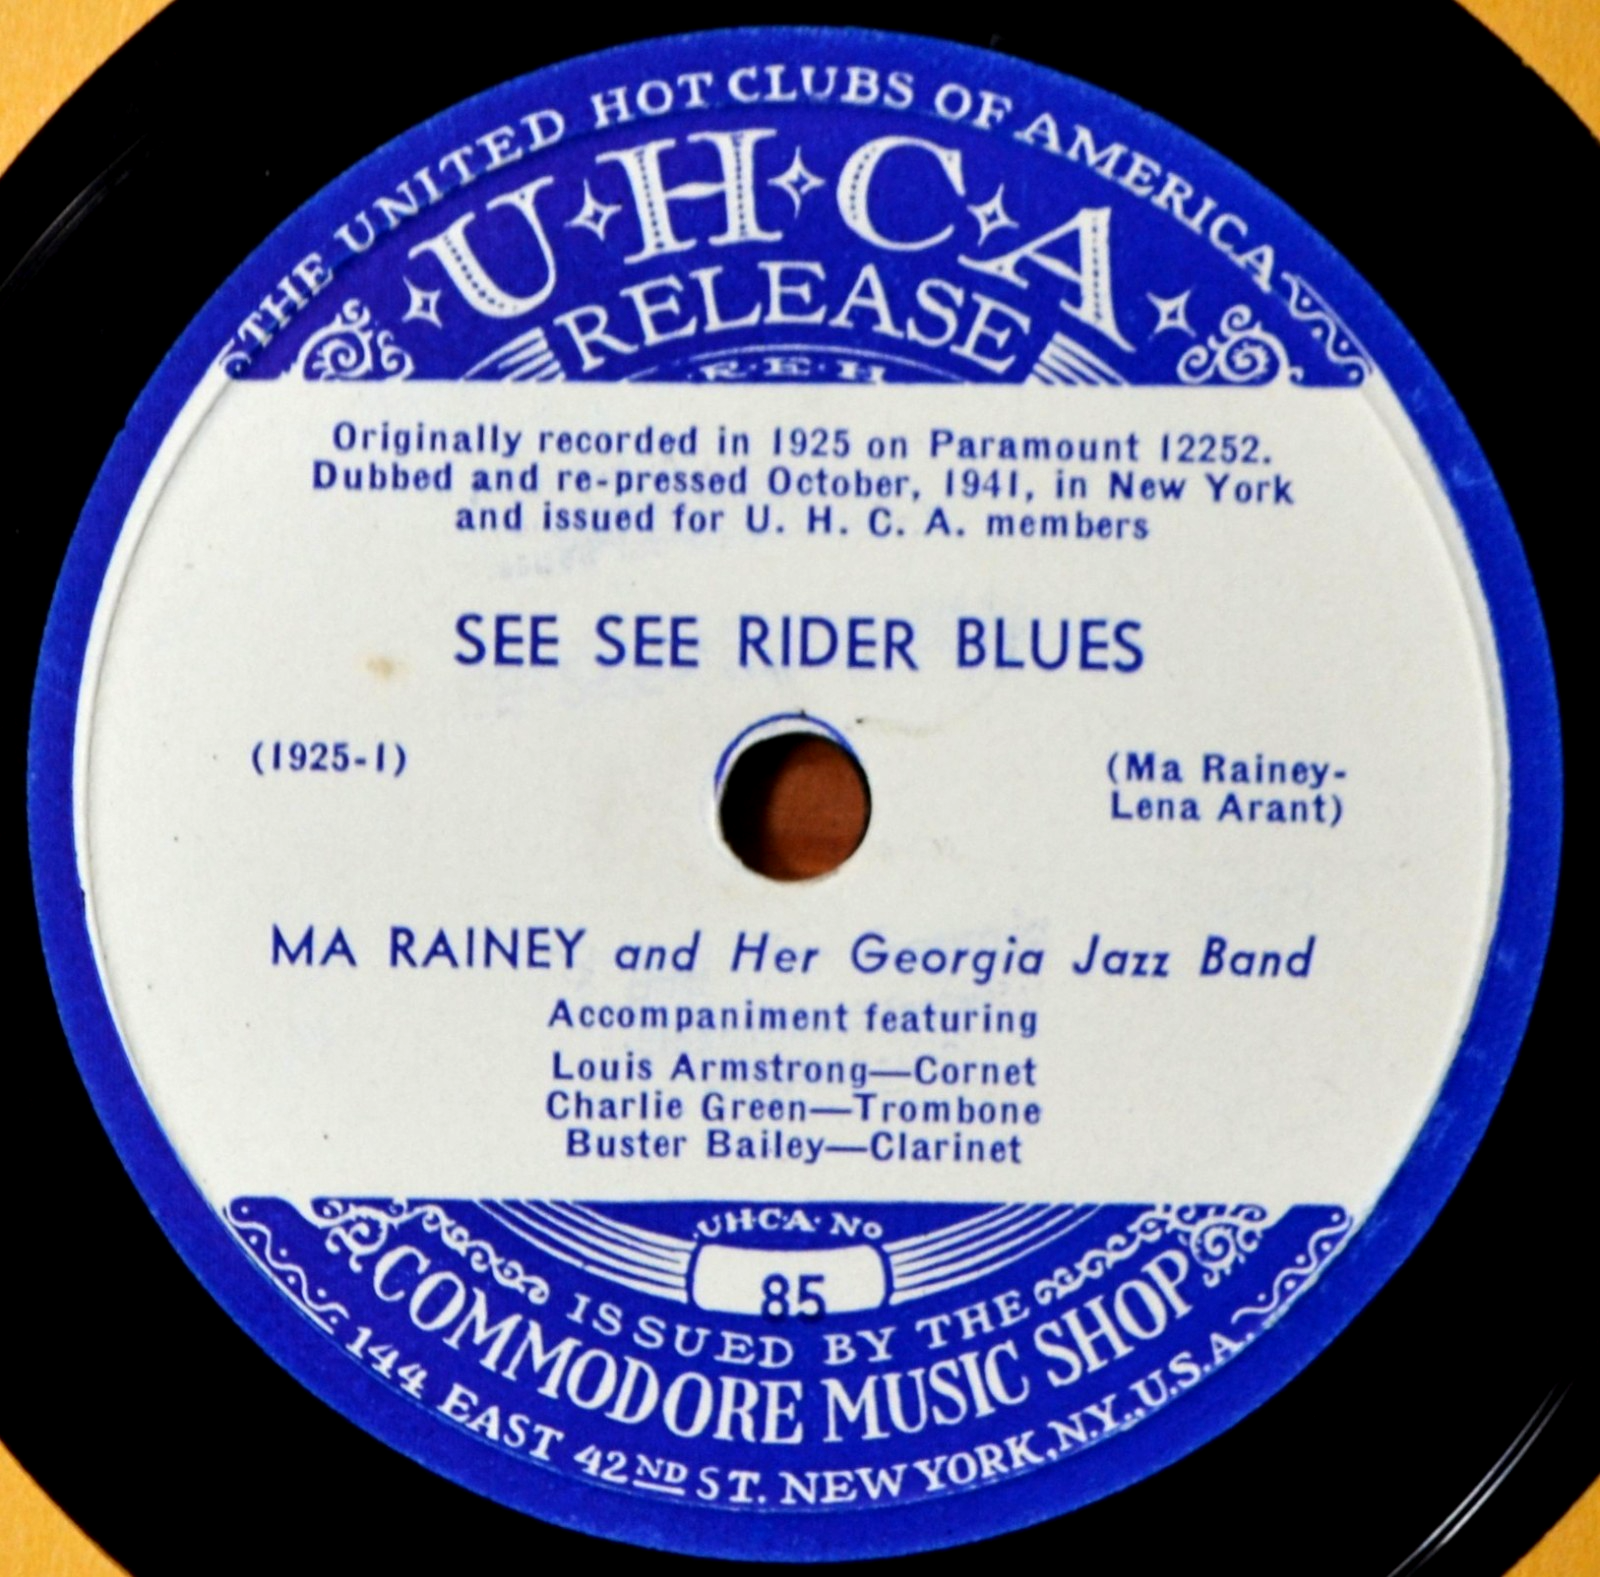 THE UNITED HOT CLUBS OF AMERICA
U·H·C·A
RELEASE
R·E·H
Originally recorded in 1925 on Paramount 12252.
Dubbed and re-pressed October, 1941, in New York
and issued for U. H. C. A. members
SEE SEE RIDER BLUES
(1925-1)
(Ma Rainey-
Lena Arant)
MA RAINEY and Her Georgia Jazz Band
Accompaniment featuring
Louis Armstrong—Cornet
Charlie Green—Trombone
Buster Bailey—Clarinet
UHCA· No
85
ISSUED BY THE
COMMODORE MUSIC SHOP
144 EAST 42ND ST. NEW YORK, N.Y., U.S.A.